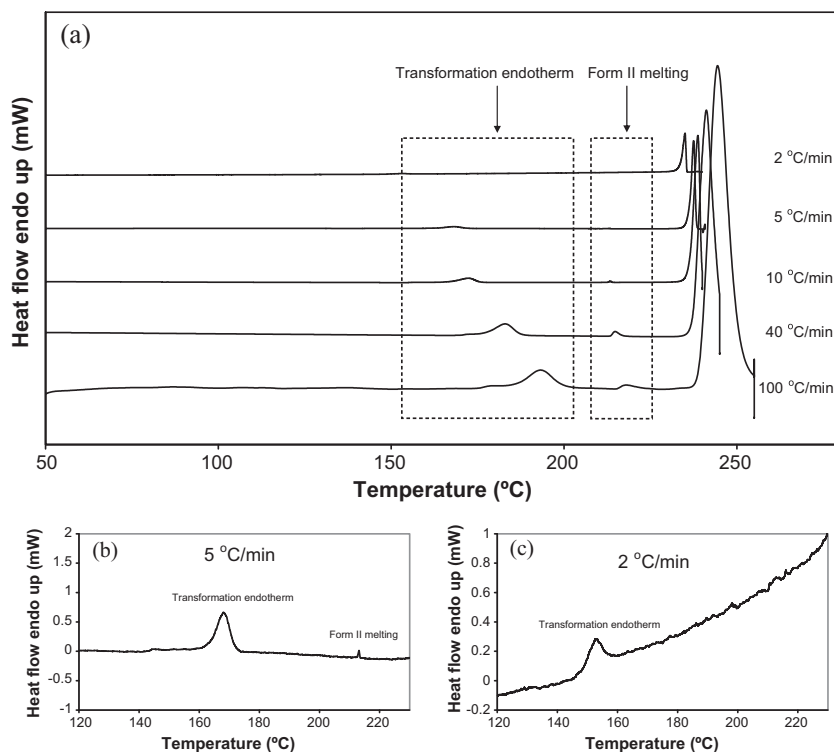 (a)
Transformation endotherm
Form II melting
Heat flow endo up (mW)
2 °C/min
5 °C/min
10 °C/min
40 °C/min
100 °C/min
50
100
150
200
250
Temperature (ºC)
(b)
5 °C/min
Transformation endotherm
Form II melting
Heat flow endo up (mW)
2
1.5
1
0.5
0
-0.5
-1
120
140
160
180
200
220
Temperature (ºC)
(c)
2 °C/min
Transformation endotherm
Heat flow endo up (mW)
1
0.8
0.6
0.4
0.2
0
-0.2
120
140
160
180
200
220
Temperature (ºC)